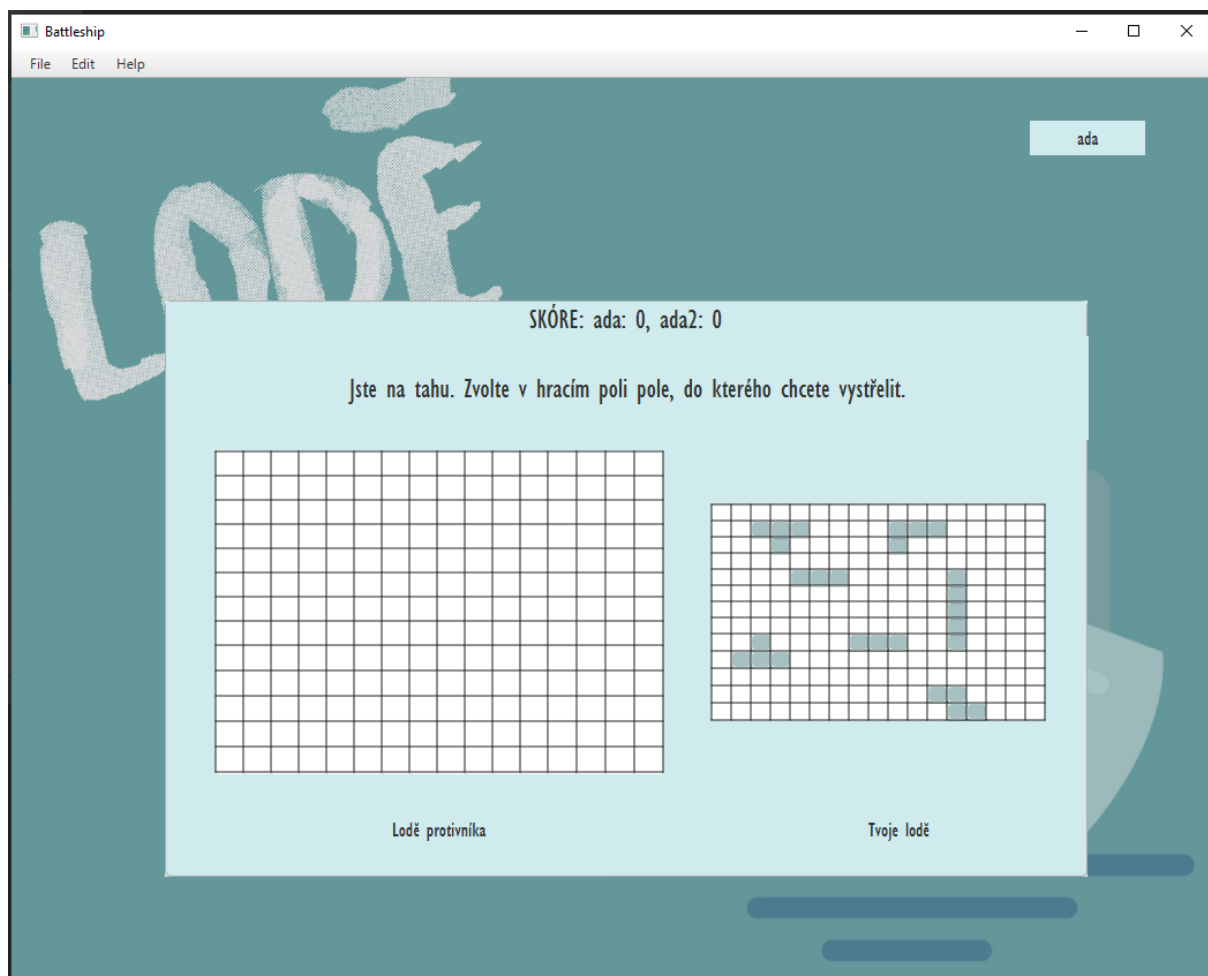 Battleship
File Edit Help
LODĚ
ada
SKÓRE: ada: 0, ada2: 0
Jste na tahu. Zvolte v hracím poli pole, do kterého chcete vystřelit.
Lodě protivníka
Tvoje lodě